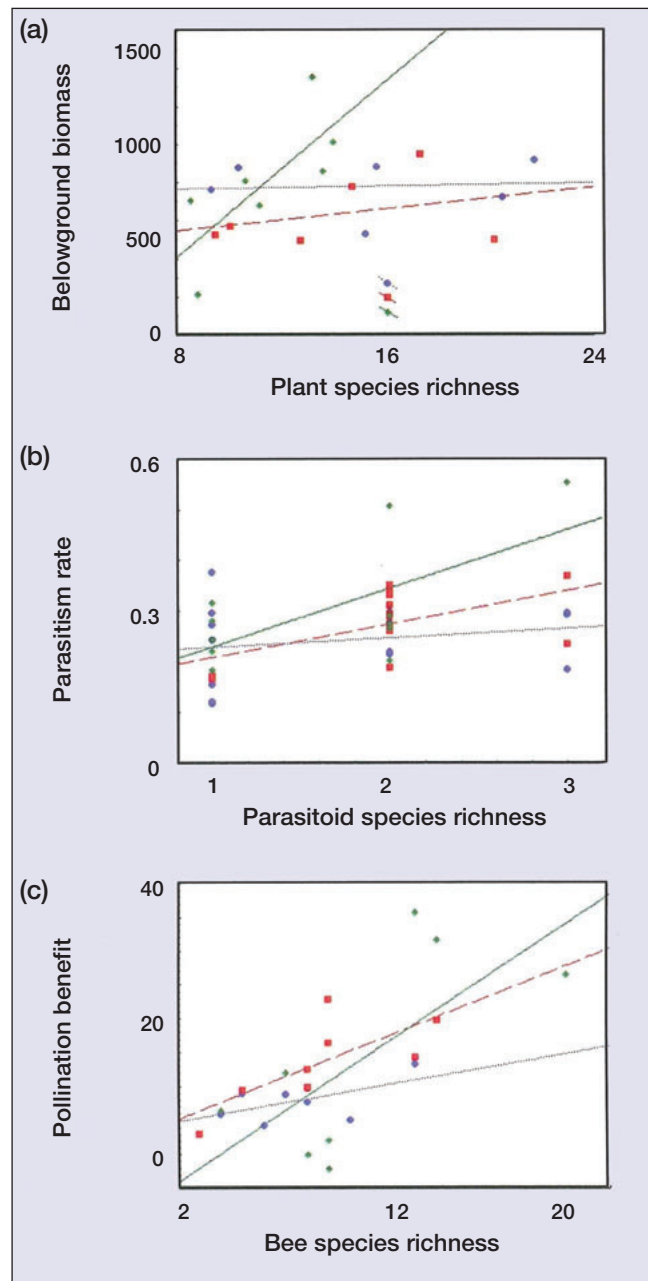 (a)
1500
1000
500
0
Belowground biomass
8 16 24
Plant species richness
(b)
0.6
0.3
0
Parasitism rate
1 2 3
Parasitoid species richness
(c)
40
20
0
Pollination benefit
2 12 20
Bee species richness